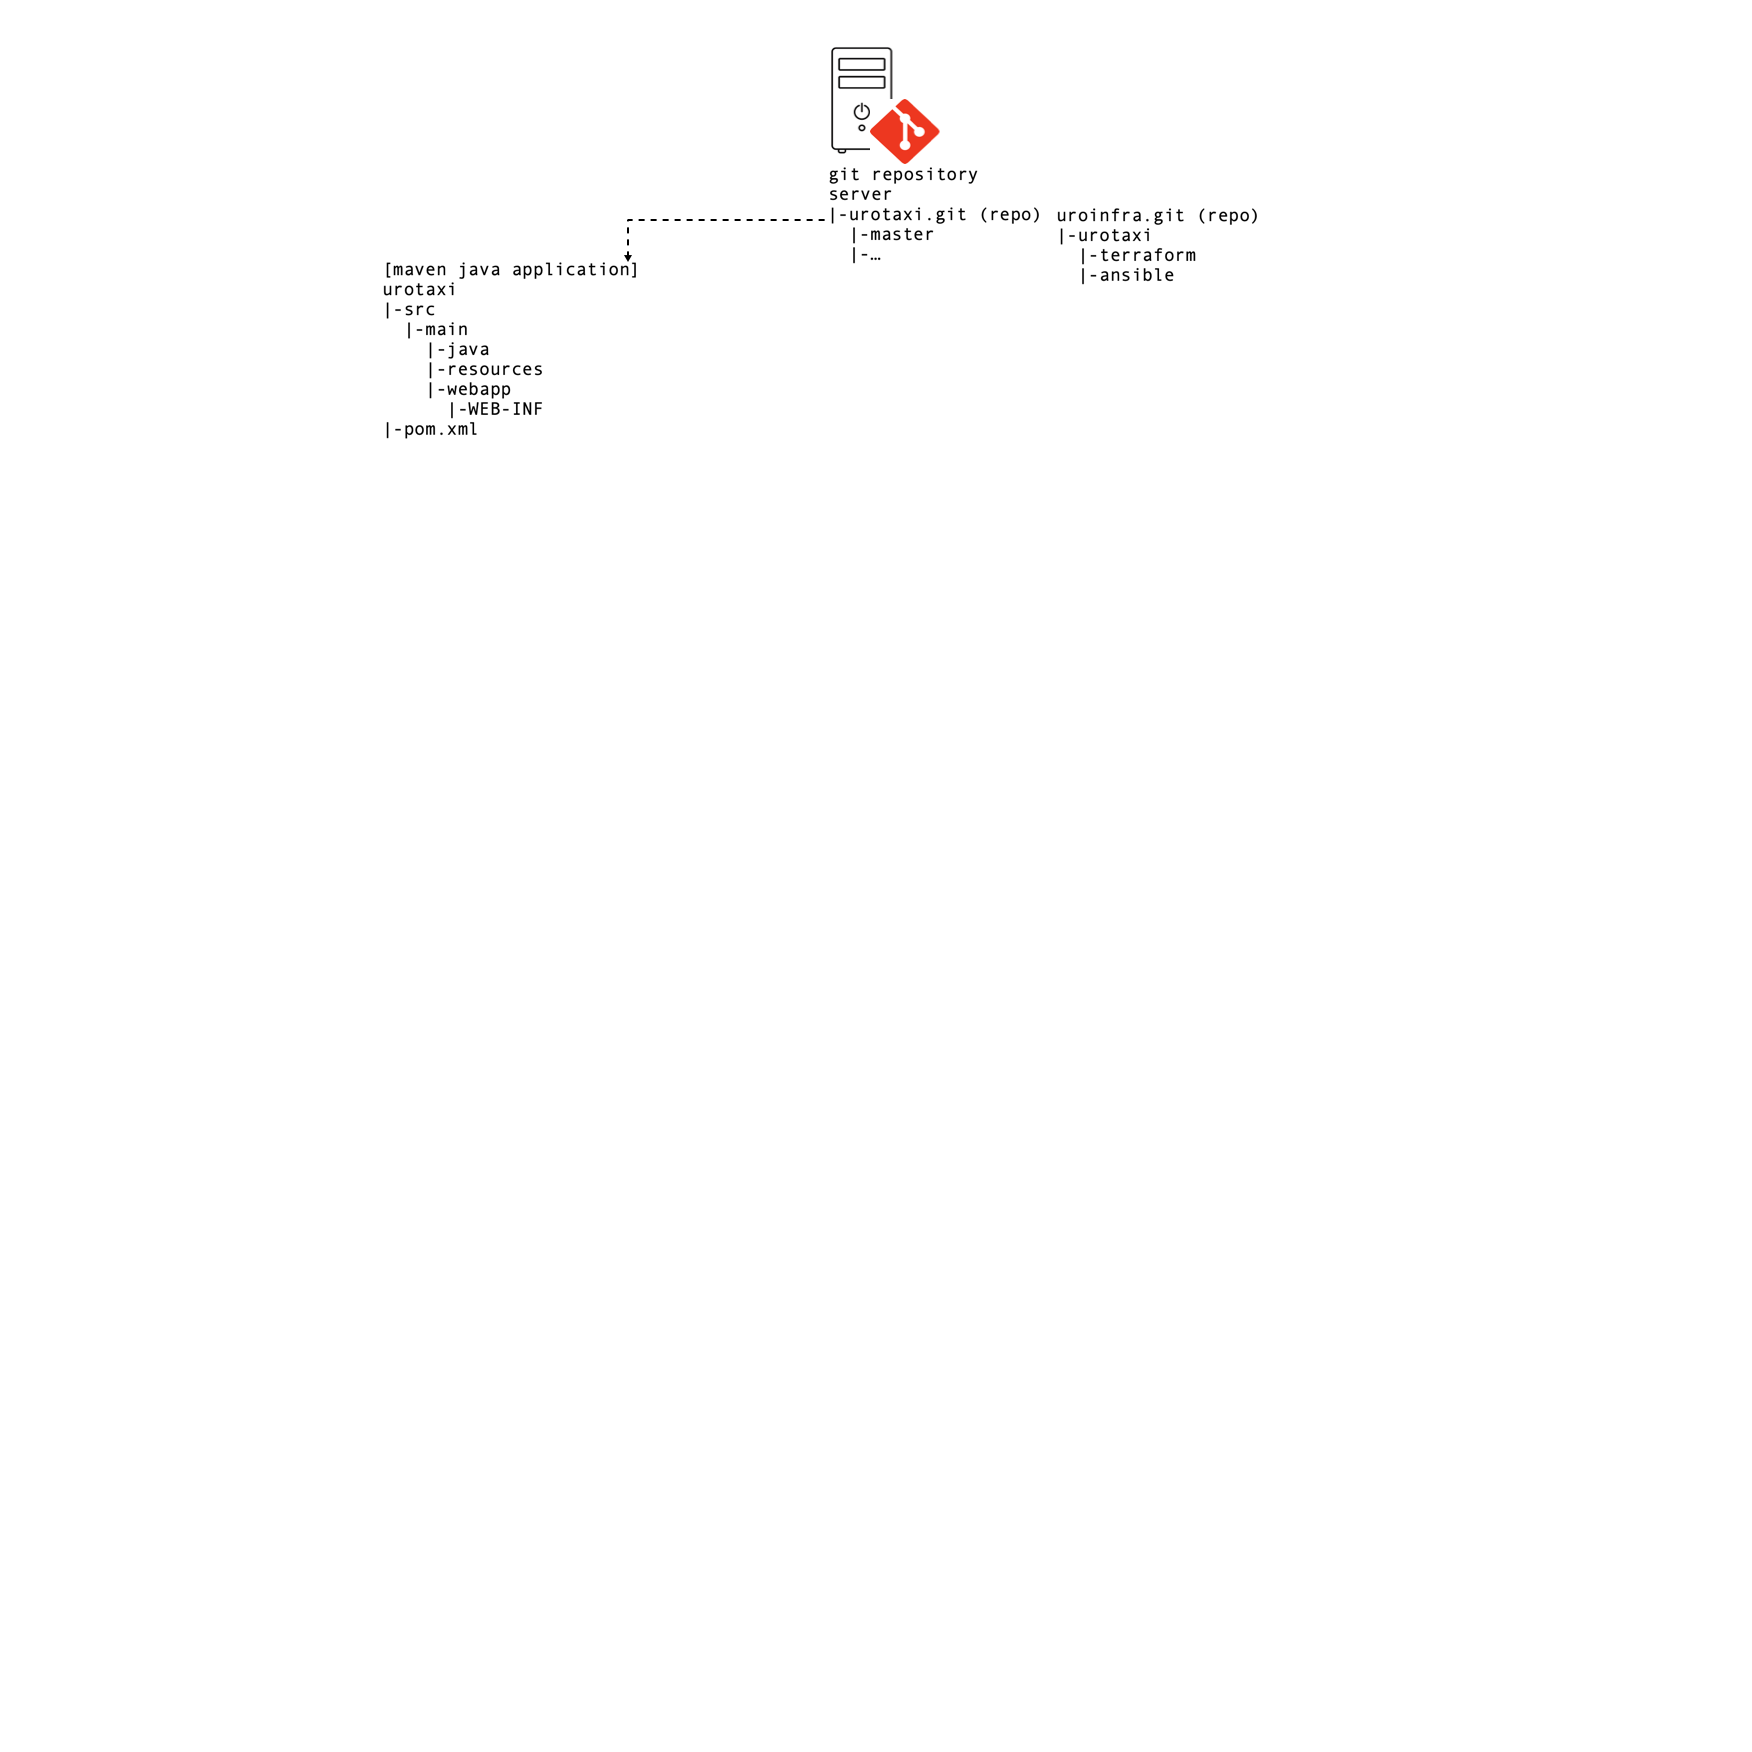 git repository
server
|-urotaxi.git (repo)
  |-master
  |-…
uroinfra.git (repo)
|-urotaxi
  |-terraform
  |-ansible
[maven java application]
urotaxi
|-src
  |-main
    |-java
    |-resources
    |-webapp
      |-WEB-INF
|-pom.xml